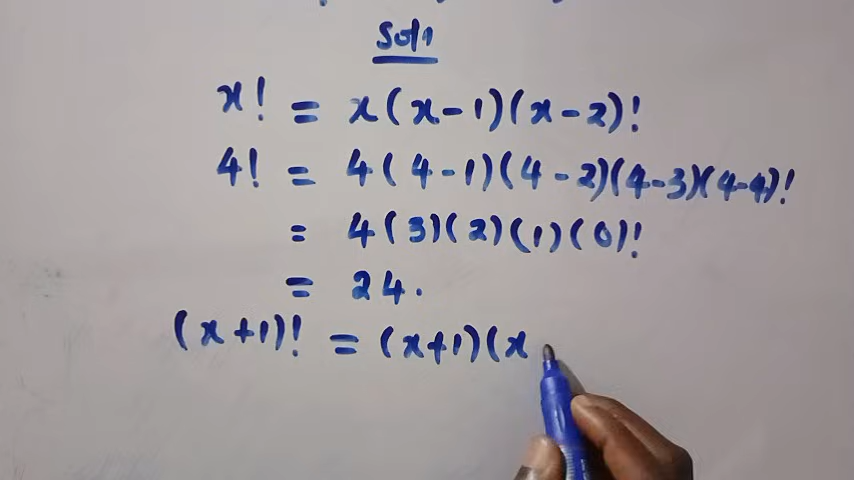 Soln
x! = x(x-1)(x-2)!
4! = 4(4-1)(4-2)(4-3)(4-4)!
= 4(3)(2)(1)(0)!
= 24.
(x+1)! = (x+1)(x